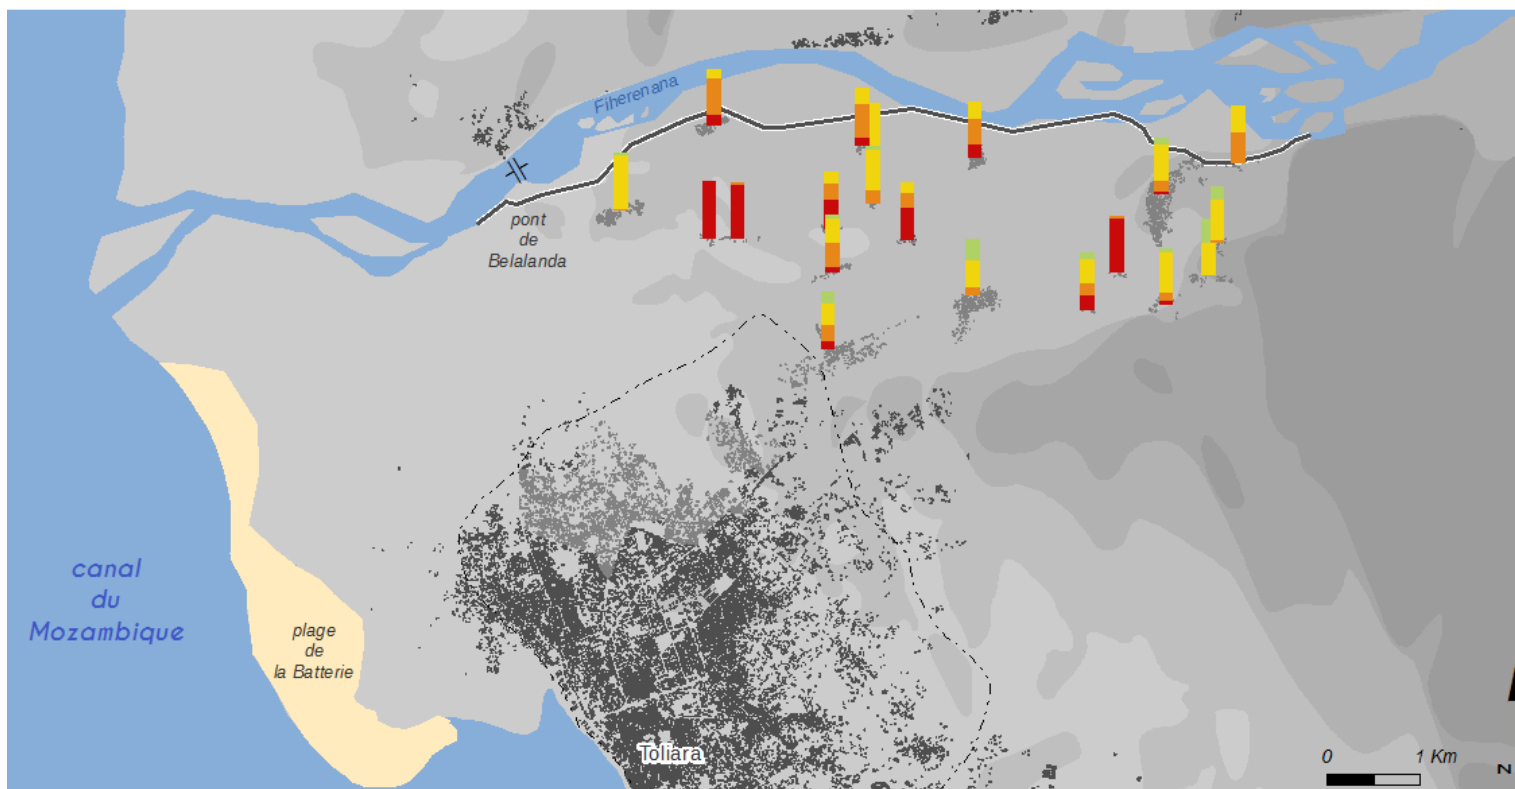 Fiherenana
pont
de
Belalanda
canal
du
Mozambique
plage
de
la Batterie
Toliara
0 1 Km
N